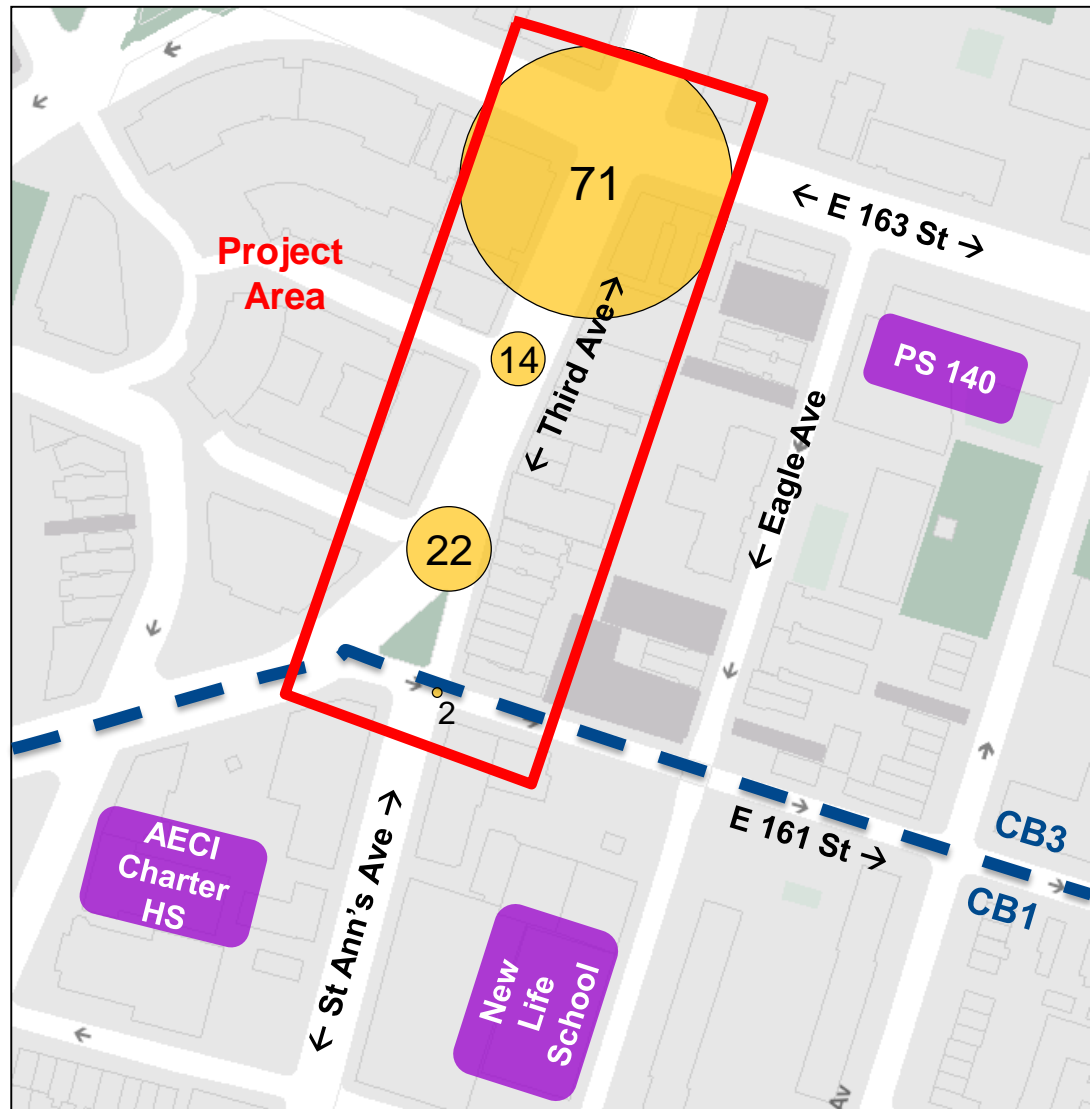 71
← E 163 St →
Project
Area
← Third Ave →
14
PS 140
← Eagle Ave
22
2
E 161 St →
CB3
CB1
AECI
Charter
HS
← St Ann's Ave →
New
Life
School
Av